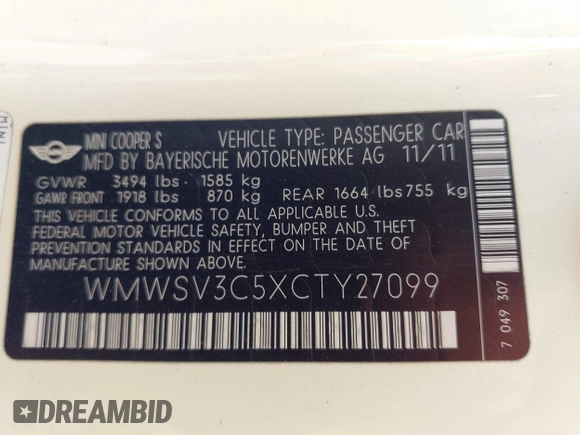 MINI COOPER S VEHICLE TYPE: PASSENGER CAR
MFD BY BAYERISCHE MOTORENWERKE AG 11/11
GVWR 3494 lbs 1585 kg
GAWR FRONT 1918 lbs 870 kg REAR 1664 lbs 755 kg
THIS VEHICLE CONFORMS TO ALL APPLICABLE U.S.
FEDERAL MOTOR VEHICLE SAFETY, BUMPER AND THEFT
PREVENTION STANDARDS IN EFFECT ON THE DATE OF
MANUFACTURE SHOWN ABOVE.
WMWSV3C5XCTY27099
7 049 307
MINI
DREAMBID